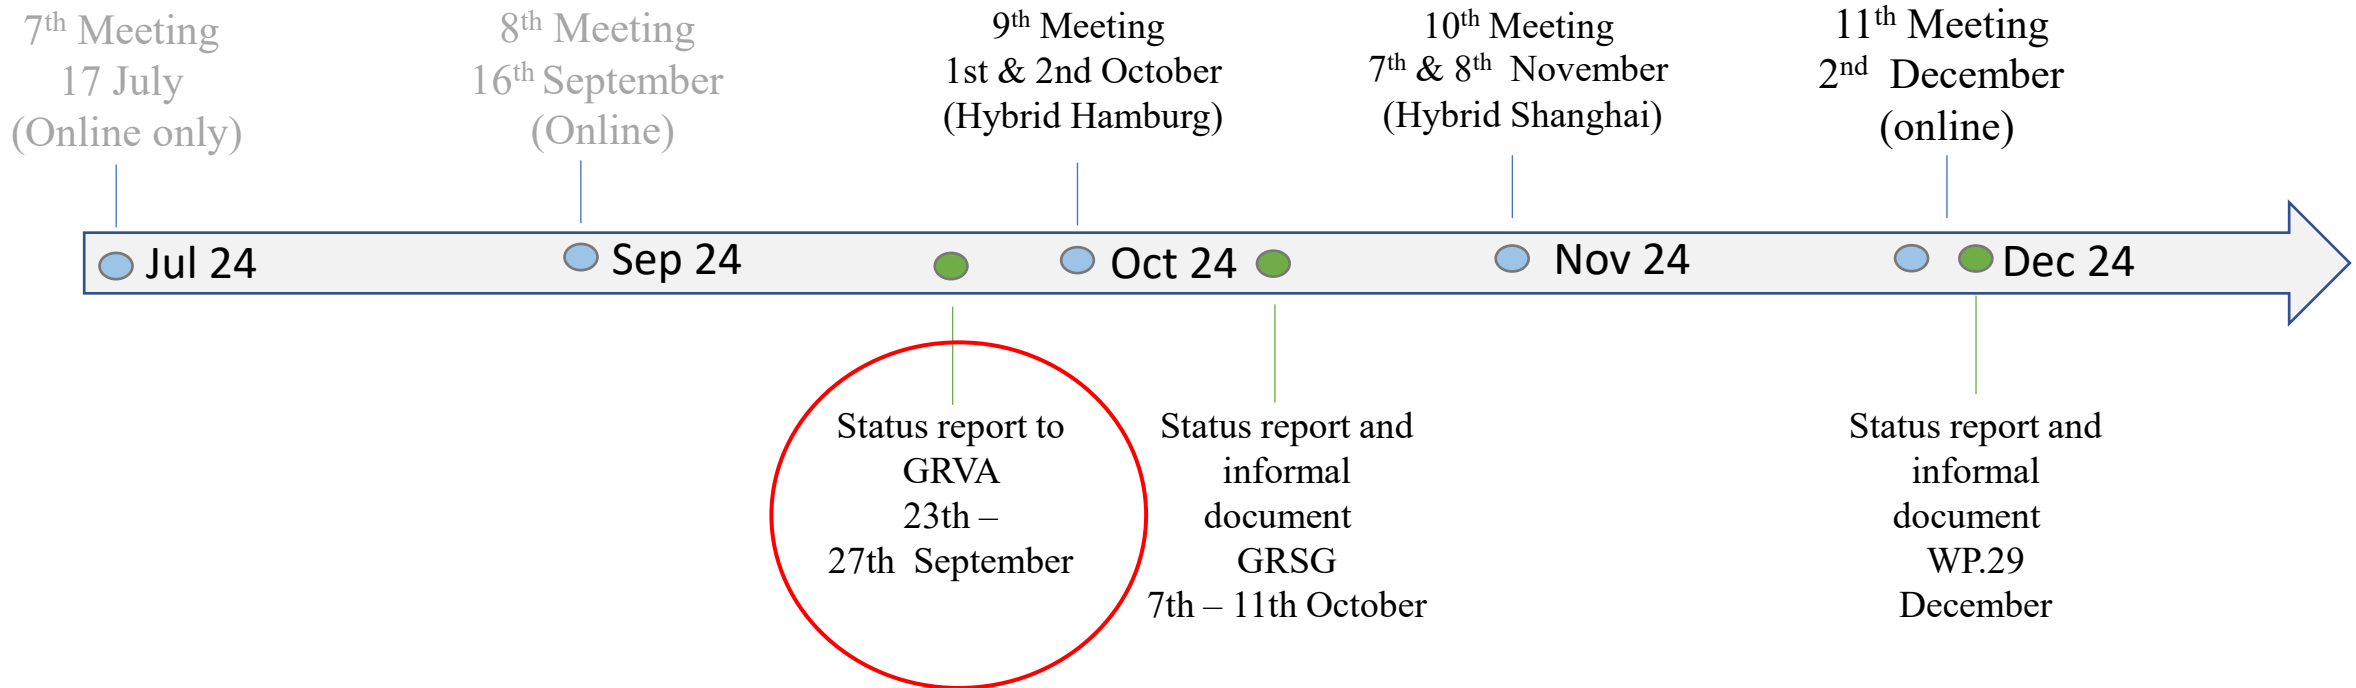 7th Meeting
17 July
(Online only)
8th Meeting
16th September
(Online)
9th Meeting
1st & 2nd October
(Hybrid Hamburg)
10th Meeting
7th & 8th November
(Hybrid Shanghai)
11th Meeting
2nd December
(online)
Jul 24
Sep 24
Oct 24
Nov 24
Dec 24
Status report to
GRVA
23th –
27th September
Status report and
informal
document
GRSG
7th – 11th October
Status report and
informal
document
WP.29
December